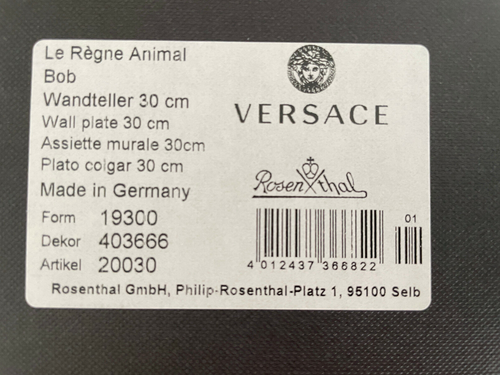 Le Règne Animal
Bob
Wandteller 30 cm
Wall plate 30 cm
Assiette murale 30cm
Plato colgar 30 cm
Made in Germany
Form 19300
Dekor 403666
Artikel 20030
VERSACE
Rosenthal
01
4 012437 366822
Rosenthal GmbH, Philip-Rosenthal-Platz 1, 95100 Selb